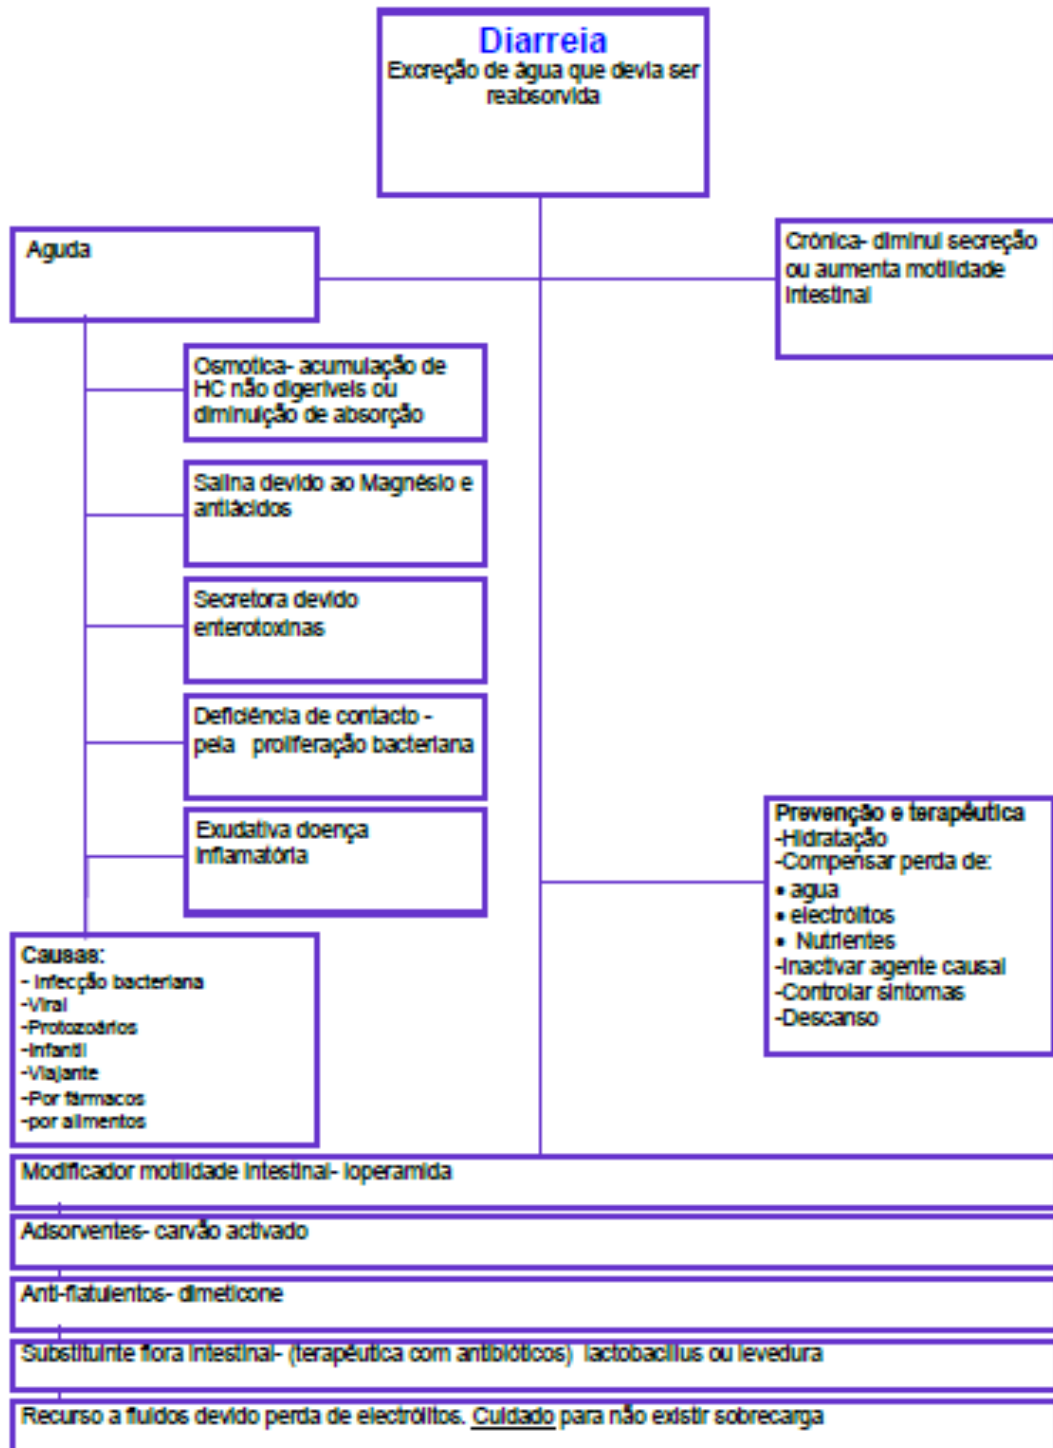 Diarreia
Excreção de água que devia ser
reabsorvida
Aguda
Crónica- diminui secreção
ou aumenta motilidade
intestinal
Osmotica- acumulação de
HC não digeríveis ou
diminuição de absorção
Salina devido ao Magnésio e
antiácidos
Secretora devido
enterotoxinas
Deficiência de contacto -
pela proliferação bacteriana
Exudativa doença
inflamatória
Prevenção e terapêutica
-Hidratação
-Compensar perda de:
• agua
• electrólitos
• Nutrientes
-Inactivar agente causal
-Controlar sintomas
-Descanso
Causas:
- Infecção bacteriana
-Viral
-Protozoários
-Infantil
-Viajante
-Por fármacos
-por alimentos
Modificador motilidade intestinal- loperamida
Adsorventes- carvão activado
Anti-flatulentos- dimeticone
Substituinte flora intestinal- (terapêutica com antibióticos) lactobacillus ou levedura
Recurso a fluidos devido perda de electrólitos. Cuidado para não existir sobrecarga